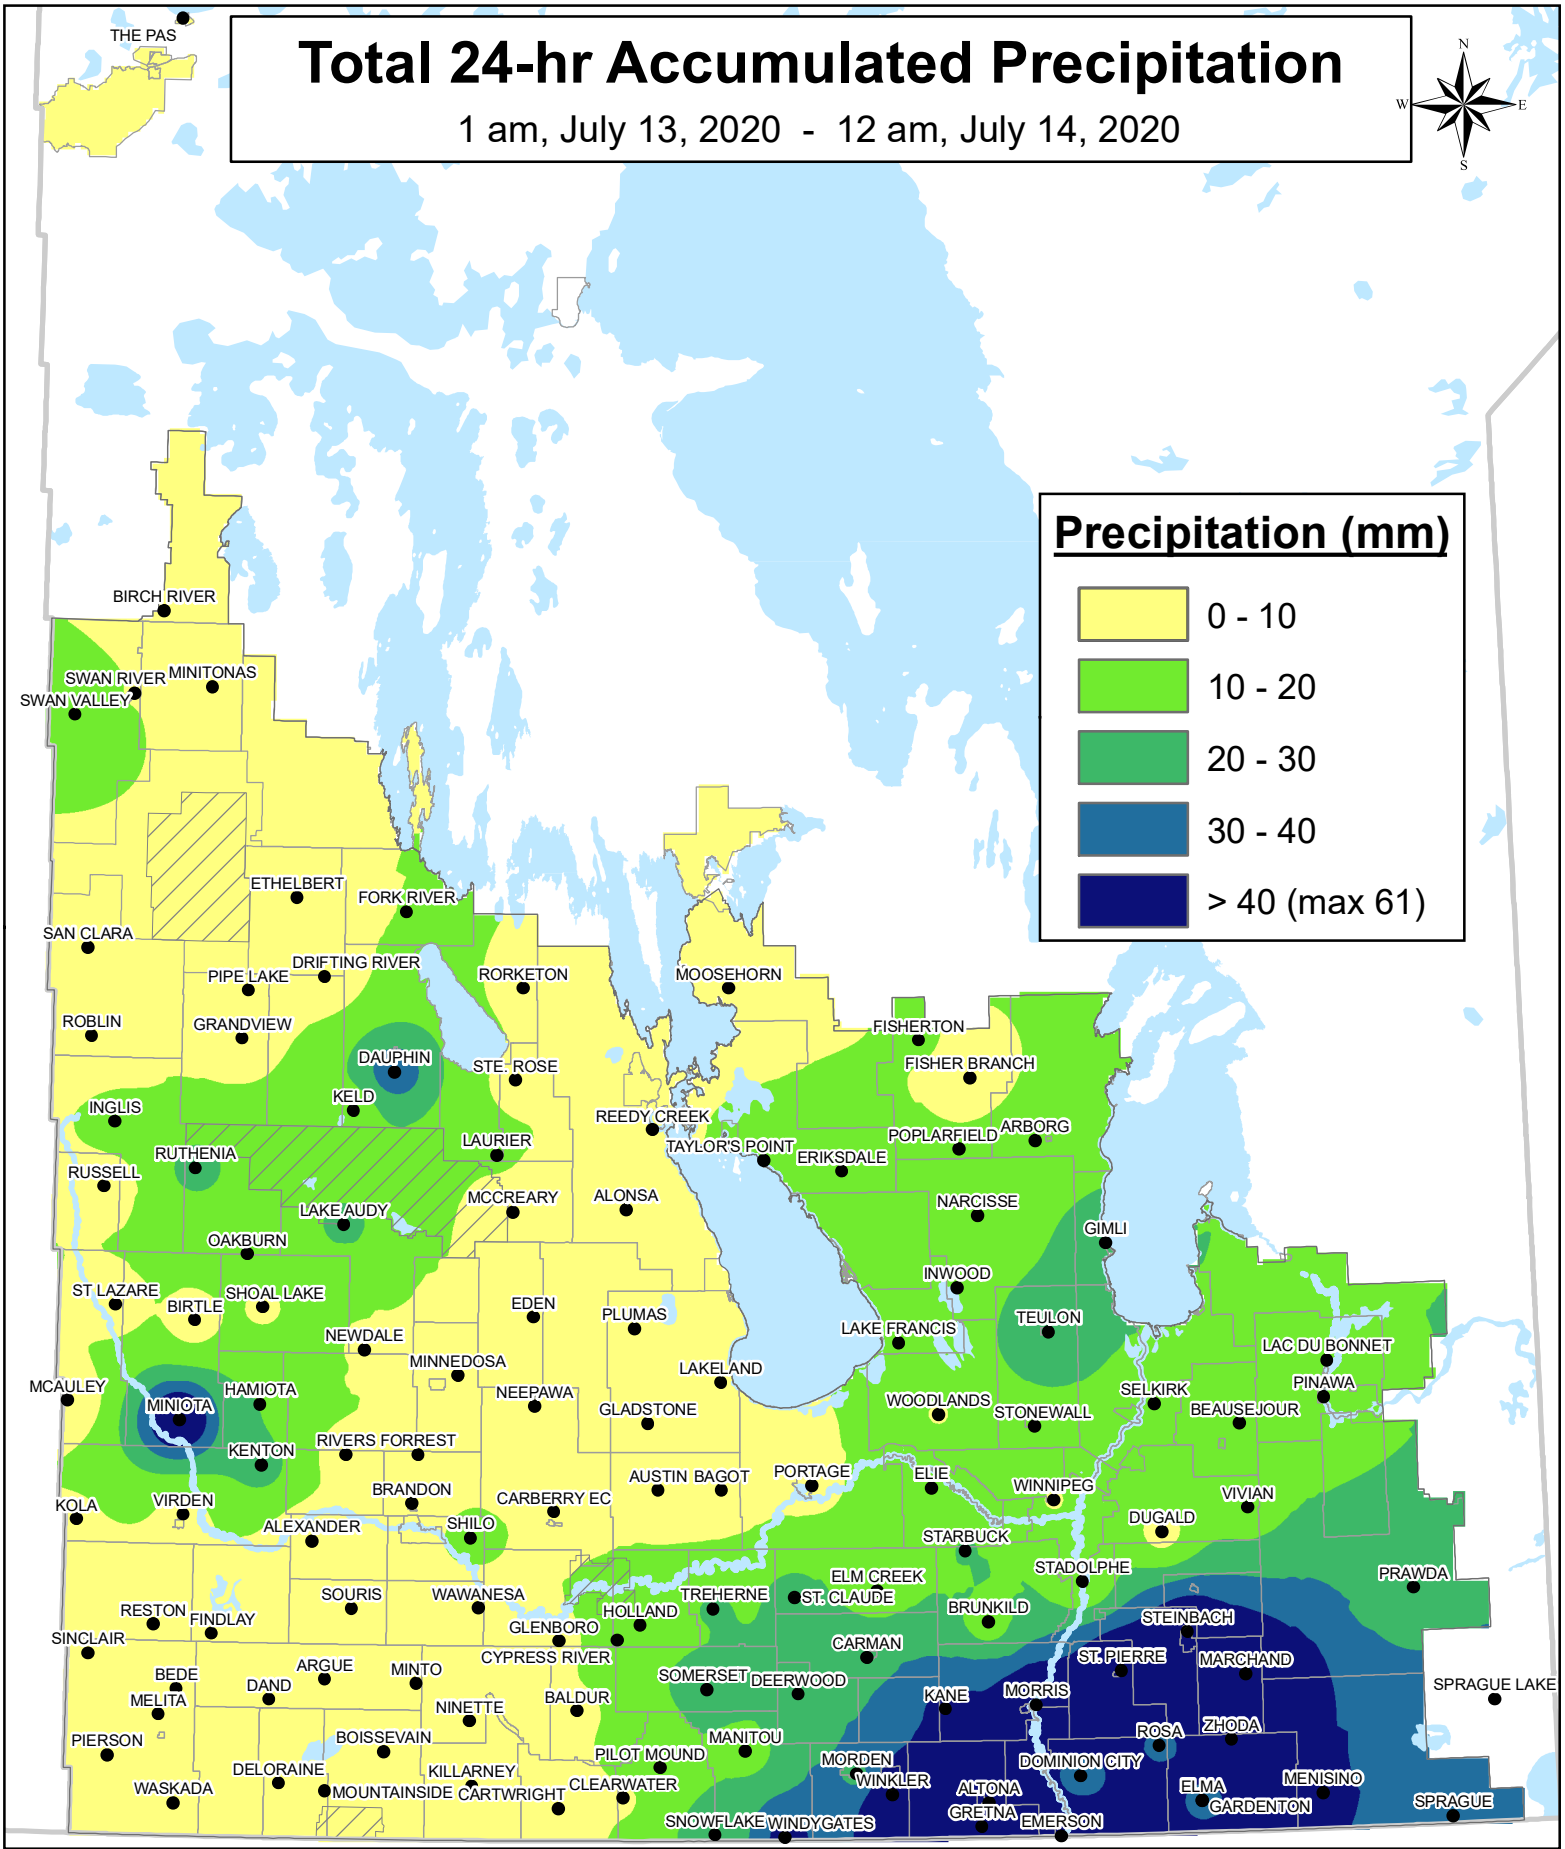 THE PAS
Total 24-hr Accumulated Precipitation
1 am, July 13, 2020 - 12 am, July 14, 2020
N
W
E
S
Precipitation (mm)
0 - 10
10 - 20
20 - 30
30 - 40
> 40 (max 61)
BIRCH RIVER
SWAN RIVER
MINITONAS
SWAN VALLEY
ETHELBERT
FORK RIVER
SAN CLARA
DRIFTING RIVER
PIPE LAKE
RORKETON
MOOSEHORN
ROBLIN
GRANDVIEW
FISHERTON
DAUPHIN
STE. ROSE
FISHER BRANCH
KELD
INGLIS
REEDY CREEK
LAURIER
TAYLOR'S POINT
POPLARFIELD
ARBORG
RUTHENIA
ERIKSDALE
RUSSELL
MCCREARY
ALONSA
NARCISSE
LAKE AUDY
GIMLI
OAKBURN
INWOOD
ST LAZARE
BIRTLE
SHOAL LAKE
EDEN
PLUMAS
TEULON
NEWDALE
LAKE FRANCIS
LAC DU BONNET
MINNEDOSA
LAKELAND
MCAULEY
HAMIOTA
PINAWA
MINIOTA
NEEPAWA
WOODLANDS
SELKIRK
GLADSTONE
STONEWALL
BEAUSEJOUR
KENTON
RIVERS
FORREST
AUSTIN
BAGOT
PORTAGE
ELIE
WINNIPEG
BRANDON
CARBERRY EC
VIVIAN
KOLA
VIRDEN
DUGALD
ALEXANDER
SHILO
STARBUCK
STADOLPHE
PRAWDA
ELM CREEK
SOURIS
WAWANESA
TREHERNE
ST. CLAUDE
RESTON
FINDLAY
HOLLAND
BRUNKILD
STEINBACH
GLENBORO
SINCLAIR
CARMAN
CYPRESS RIVER
ST. PIERRE
MARCHAND
BEDE
ARGUE
MINTO
SOMERSET
DEERWOOD
SPRAGUE LAKE
DAND
MORRIS
KANE
MELITA
NINETTE
BALDUR
PIERSON
BOISSEVAIN
MANITOU
ROSA
ZHODA
PILOT MOUND
MORDEN
DOMINION CITY
DELORAINE
KILLARNEY
WINKLER
MENISINO
WASKADA
MOUNTAINSIDE
CARTWRIGHT
CLEARWATER
ALTONA
ELMA
GARDENTON
SPRAGUE
GRETNA
SNOWFLAKE
WINDYGATES
EMERSON